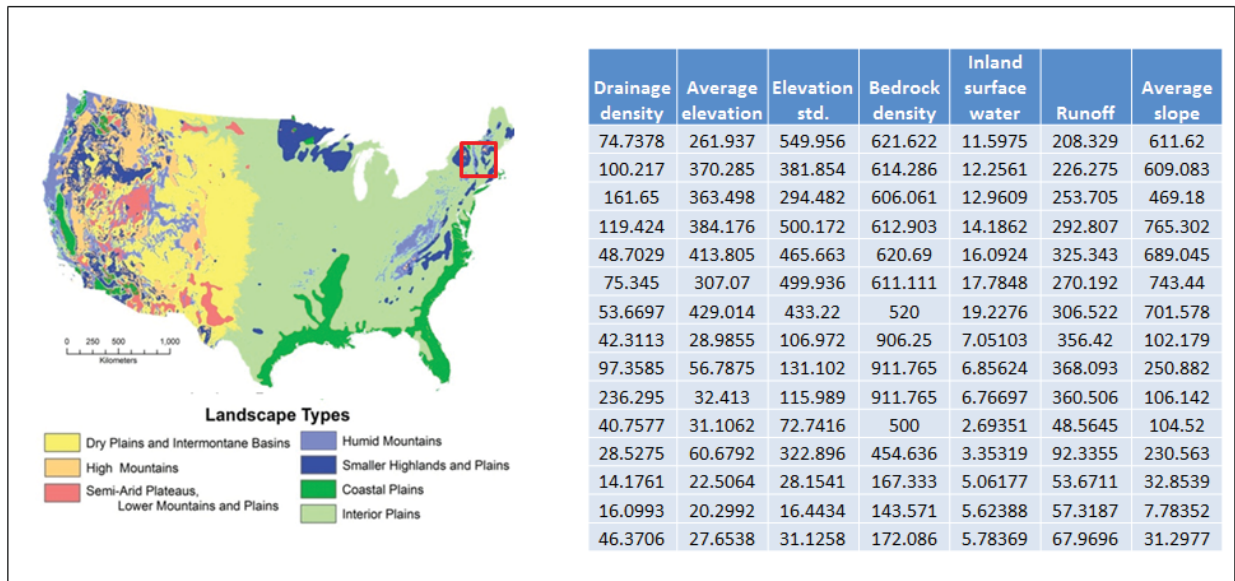 0 250 500 1,000
Kilometers
Landscape Types
Dry Plains and Intermontane Basins
High Mountains
Semi-Arid Plateaus,
Lower Mountains and Plains
Humid Mountains
Smaller Highlands and Plains
Coastal Plains
Interior Plains
Drainage density Average elevation Elevation std. Bedrock density Inland surface water Runoff Average slope
74.7378 261.937 549.956 621.622 11.5975 208.329 611.62
100.217 370.285 381.854 614.286 12.2561 226.275 609.083
161.65 363.498 294.482 606.061 12.9609 253.705 469.18
119.424 384.176 500.172 612.903 14.1862 292.807 765.302
48.7029 413.805 465.663 620.69 16.0924 325.343 689.045
75.345 307.07 499.936 611.111 17.7848 270.192 743.44
53.6697 429.014 433.22 520 19.2276 306.522 701.578
42.3113 28.9855 106.972 906.25 7.05103 356.42 102.179
97.3585 56.7875 131.102 911.765 6.85624 368.093 250.882
236.295 32.413 115.989 911.765 6.76697 360.506 106.142
40.7577 31.1062 72.7416 500 2.69351 48.5645 104.52
28.5275 60.6792 322.896 454.636 3.35319 92.3355 230.563
14.1761 22.5064 28.1541 167.333 5.06177 53.6711 32.8539
16.0993 20.2992 16.4434 143.571 5.62388 57.3187 7.78352
46.3706 27.6538 31.1258 172.086 5.78369 67.9696 31.2977